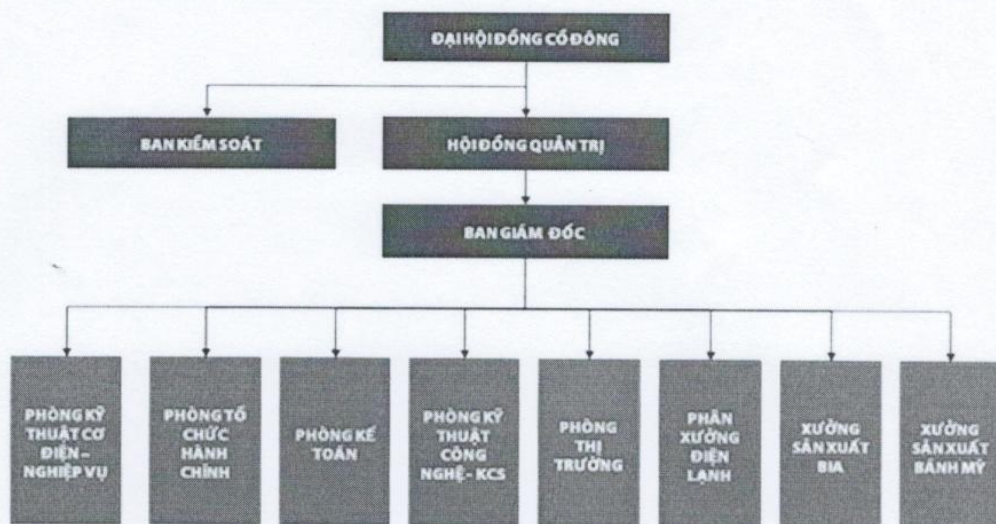 ĐẠI HỘI ĐỒNG CỔ ĐÔNG
BAN KIỂM SOÁT
HỘI ĐỒNG QUẢN TRỊ
BAN GIÁM ĐỐC
PHÒNG KỸ
THUẬT CƠ
ĐIỆN –
NGHIỆP VỤ
PHÒNG TỔ
CHỨC
HÀNH
CHÍNH
PHÒNG KẾ
TOÁN
PHÒNG KỸ
THUẬT
CÔNG
NGHỆ - KCS
PHÒNG
THỊ
TRƯỜNG
PHÂN
XƯỞNG
ĐIỆN
LẠNH
XƯỞNG
SẢN XUẤT
BIA
XƯỞNG
SẢN XUẤT
BÁNH MỲ